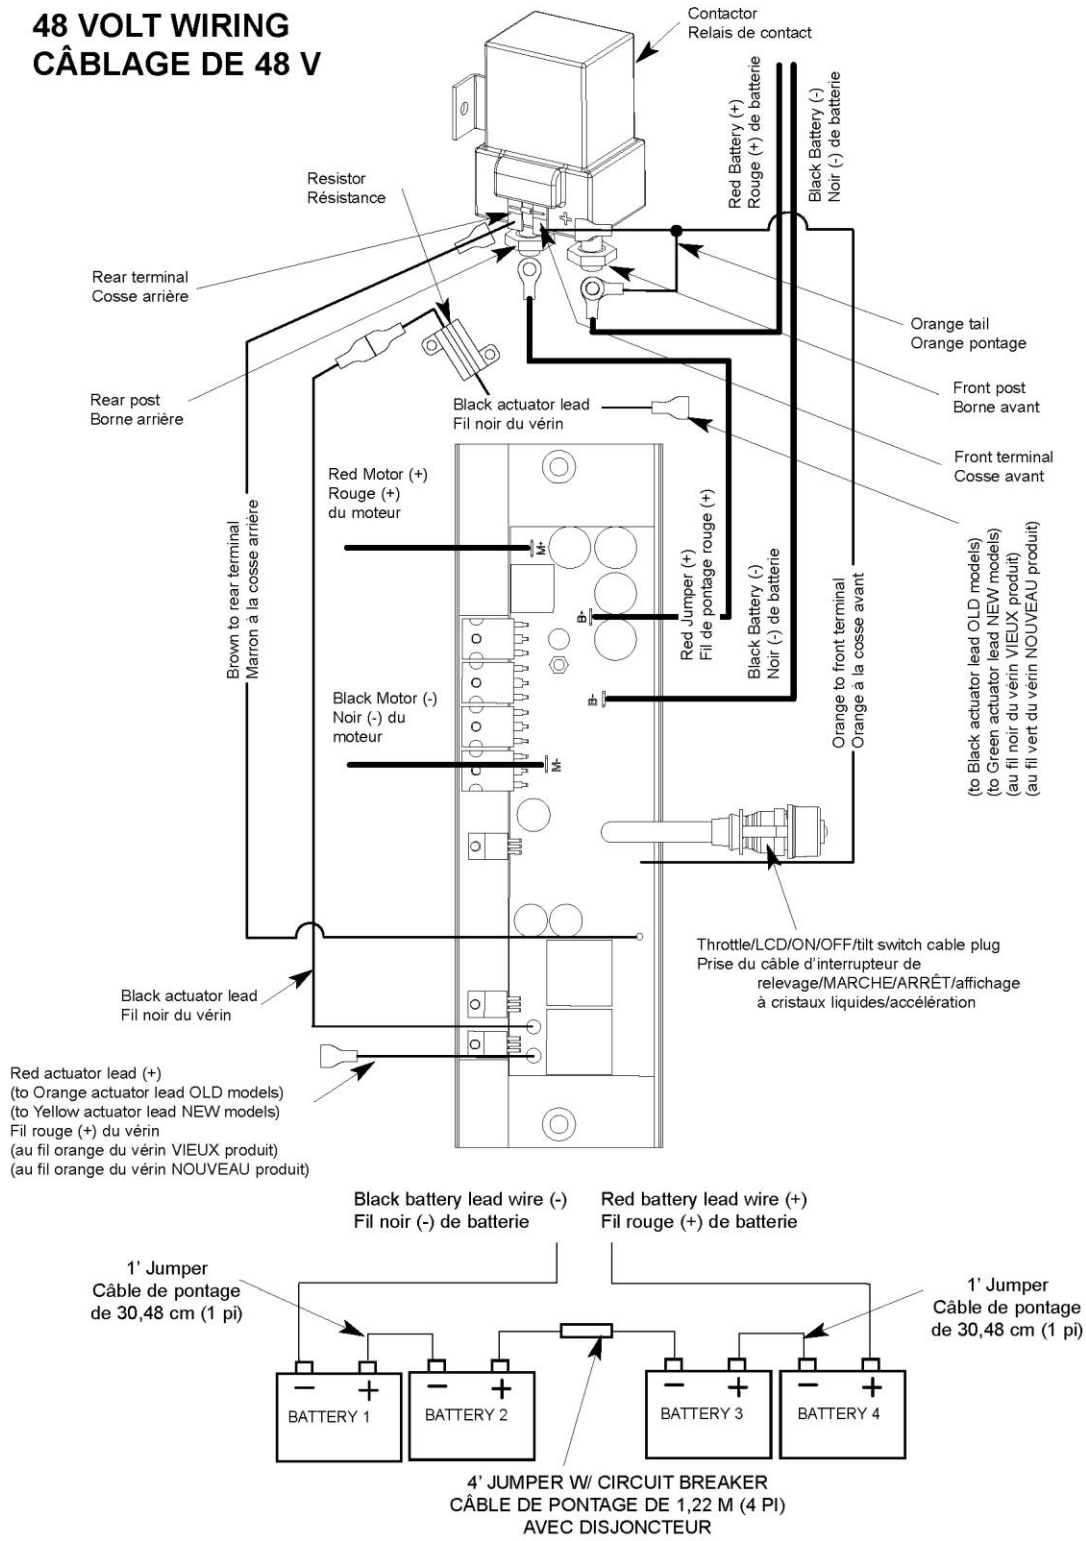 48 VOLT WIRING
CÂBLAGE DE 48 V
Contactor
Relais de contact
Red Battery (+)
Rouge (+) de batterie
Black Battery (-)
Noir (-) de batterie
Resistor
Résistance
+
Rear terminal
Cosse arrière
Orange tail
Orange pontage
Rear post
Borne arrière
Front post
Borne avant
Black actuator lead
Fil noir du vérin
Front terminal
Cosse avant
Red Motor (+)
Rouge (+)
du moteur
M+
B+
Brown to rear terminal
Marron à la cosse arrière
Red Jumper (+)
Fil de pontage rouge (+)
Black Battery (-)
Noir (-) de batterie
Orange to front terminal
Orange à la cosse avant
(to Black actuator lead OLD models)
(to Green actuator lead NEW models)
(au fil noir du vérin VIEUX produit)
(au fil vert du vérin NOUVEAU produit)
Black Motor (-)
Noir (-) du
moteur
B-
M-
Throttle/LCD/ON/OFF/tilt switch cable plug
Prise du câble d'interrupteur de
relevage/MARCHE/ARRÊT/affichage
à cristaux liquides/accélération
Black actuator lead
Fil noir du vérin
Red actuator lead (+)
(to Orange actuator lead OLD models)
(to Yellow actuator lead NEW models)
Fil rouge (+) du vérin
(au fil orange du vérin VIEUX produit)
(au fil orange du vérin NOUVEAU produit)
Black battery lead wire (-)
Fil noir (-) de batterie
Red battery lead wire (+)
Fil rouge (+) de batterie
1' Jumper
Câble de pontage
de 30,48 cm (1 pi)
1' Jumper
Câble de pontage
de 30,48 cm (1 pi)
- +
BATTERY 1
- +
BATTERY 2
- +
BATTERY 3
- +
BATTERY 4
4' JUMPER W/ CIRCUIT BREAKER
CÂBLE DE PONTAGE DE 1,22 M (4 PI)
AVEC DISJONCTEUR